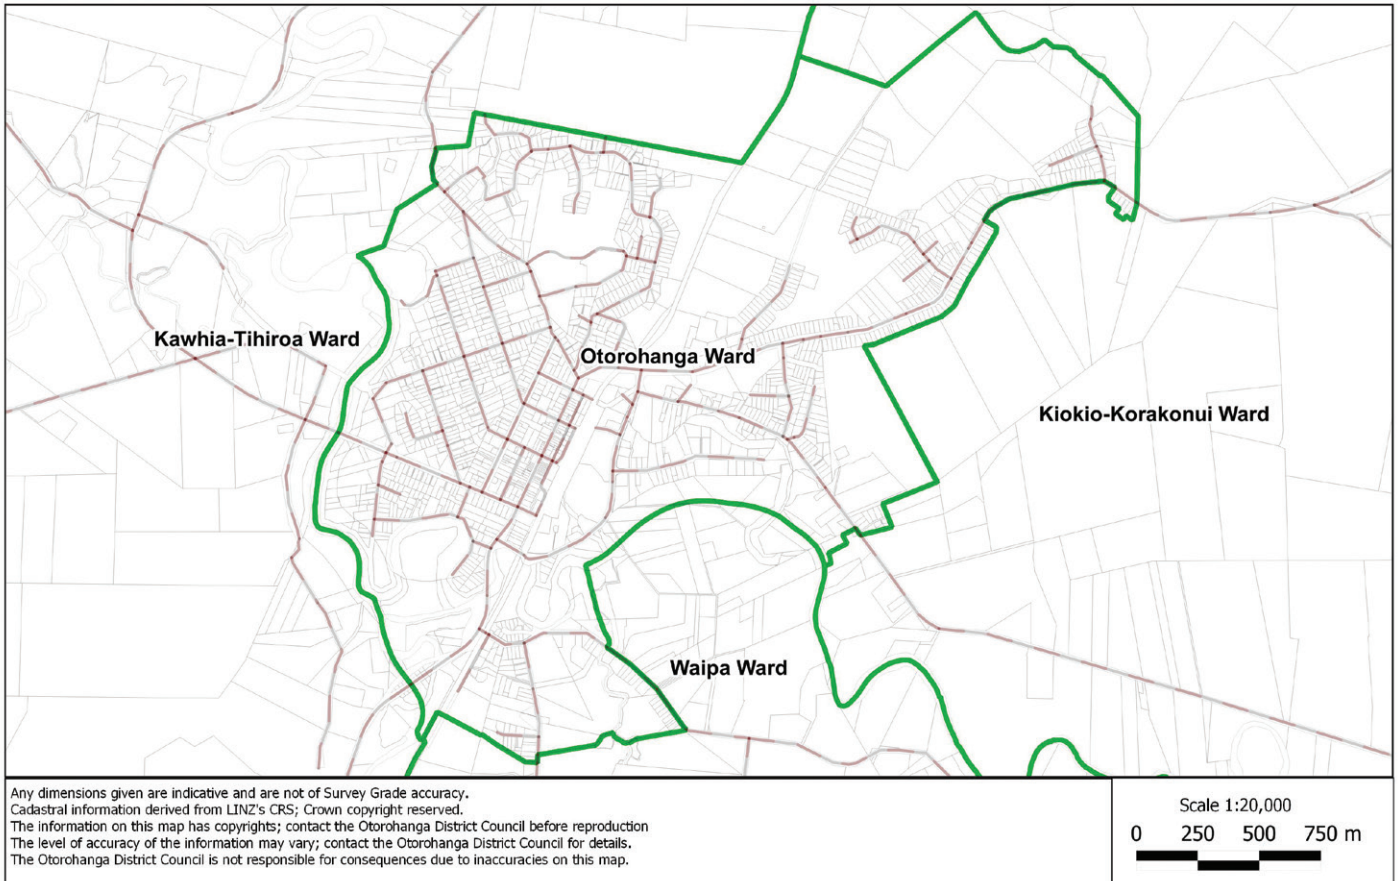 Kawhia-Tihiroa Ward
Otorohanga Ward
Kiokio-Korakonui Ward
Waipa Ward
Any dimensions given are indicative and are not of Survey Grade accuracy.
Cadastral information derived from LINZ's CRS; Crown copyright reserved.
The information on this map has copyrights; contact the Otorohanga District Council before reproduction
The level of accuracy of the information may vary; contact the Otorohanga District Council for details.
The Otorohanga District Council is not responsible for consequences due to inaccuracies on this map.
Scale 1:20,000
0 250 500 750 m